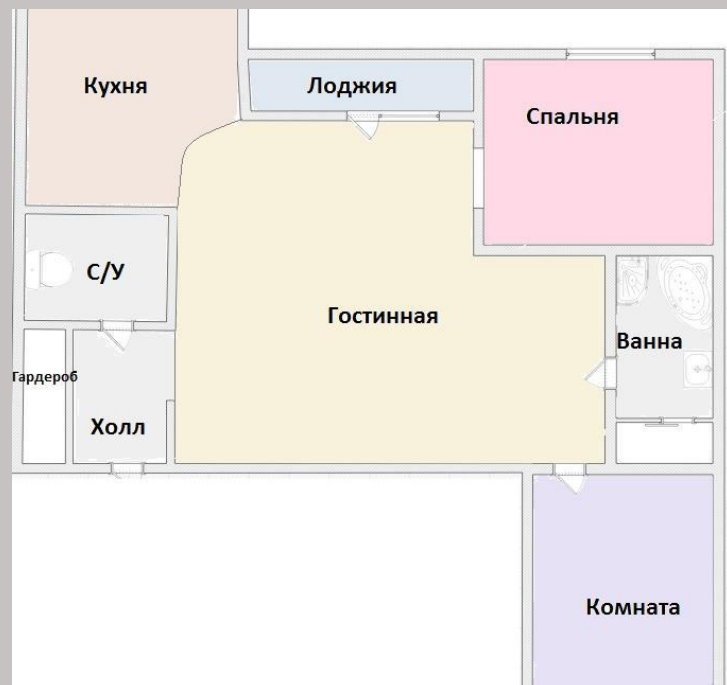 Кухня
Лоджия
Спальня
С/У
Гостинная
Ванна
Гардероб
Холл
Комната